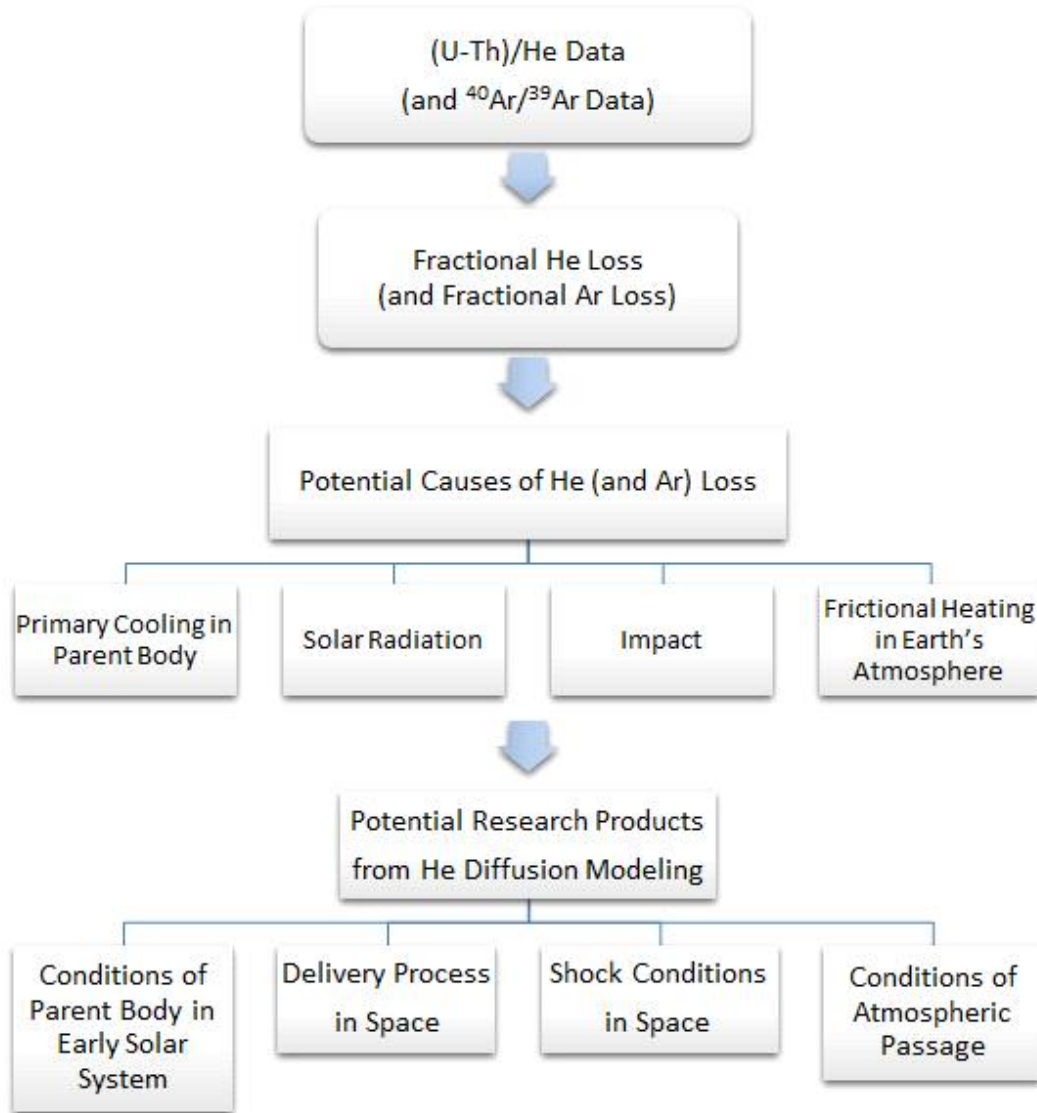 (U-Th)/He Data
(and ⁴⁰Ar/³⁹Ar Data)
Fractional He Loss
(and Fractional Ar Loss)
Potential Causes of He (and Ar) Loss
Primary Cooling in
Parent Body
Solar Radiation
Impact
Frictional Heating
in Earth's
Atmosphere
Potential Research Products
from He Diffusion Modeling
Conditions of
Parent Body in
Early Solar
System
Delivery Process
in Space
Shock Conditions
in Space
Conditions of
Atmospheric
Passage